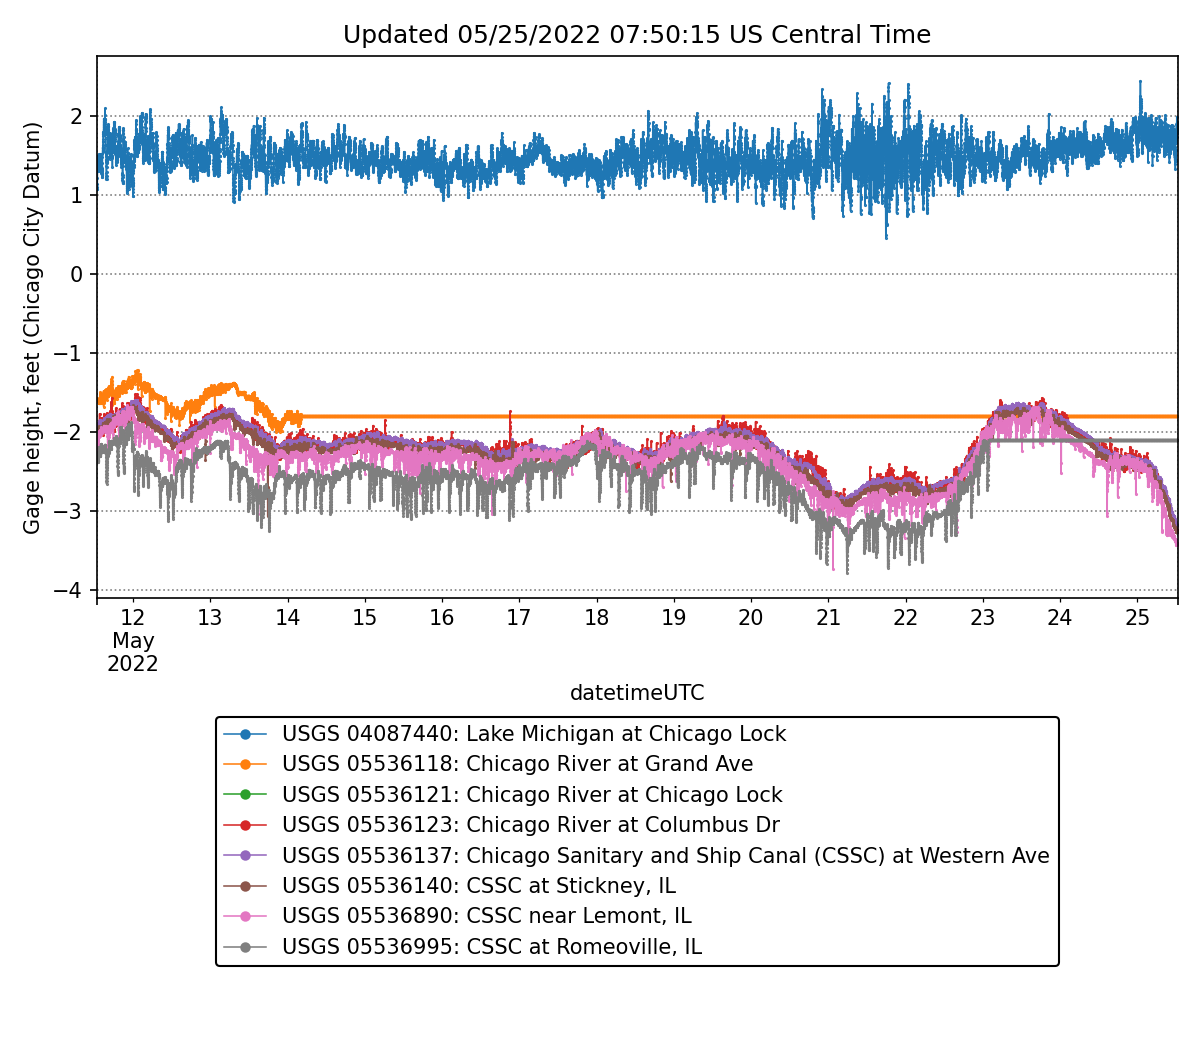 Updated 05/25/2022 07:50:15 US Central Time
Gage height, feet (Chicago City Datum)
2
1
0
−1
−2
−3
−4
12 13 14 15 16 17 18 19 20 21 22 23 24 25
May
2022
datetimeUTC
USGS 04087440: Lake Michigan at Chicago Lock
USGS 05536118: Chicago River at Grand Ave
USGS 05536121: Chicago River at Chicago Lock
USGS 05536123: Chicago River at Columbus Dr
USGS 05536137: Chicago Sanitary and Ship Canal (CSSC) at Western Ave
USGS 05536140: CSSC at Stickney, IL
USGS 05536890: CSSC near Lemont, IL
USGS 05536995: CSSC at Romeoville, IL